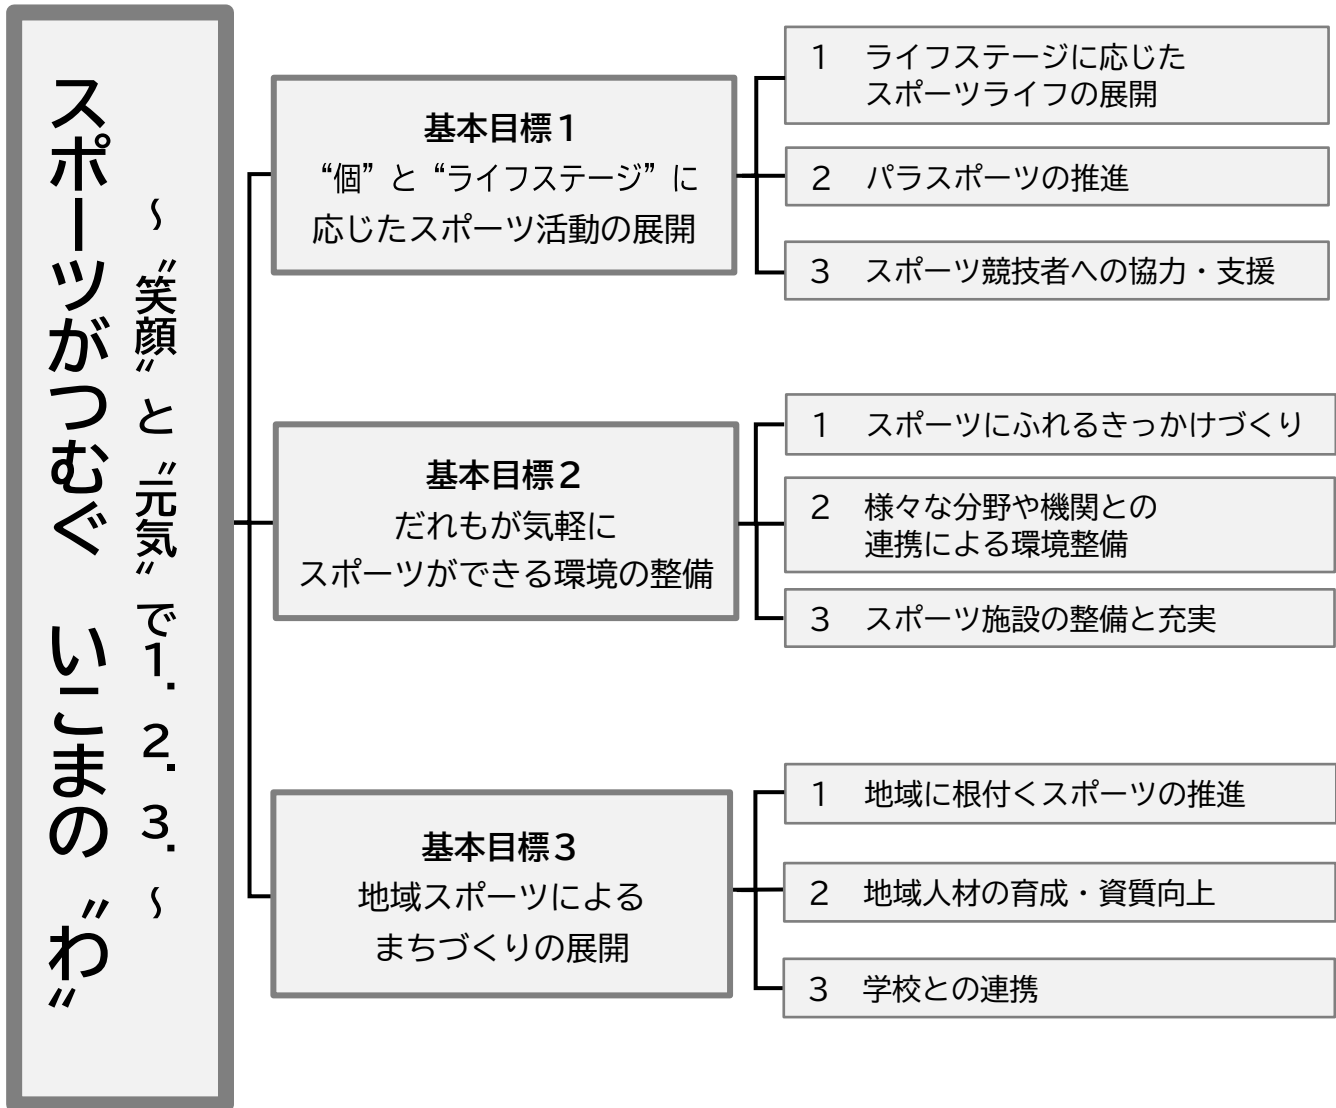 スポーツがつむぐ　いこまの〝わ〟
～〝笑顔〟と〝元気〟で１．２．３．～
基本目標１
“個” と “ライフステージ” に
応じたスポーツ活動の展開
1　ライフステージに応じた
スポーツライフの展開
2　パラスポーツの推進
3　スポーツ競技者への協力・支援
基本目標２
だれもが気軽に
スポーツができる環境の整備
1　スポーツにふれるきっかけづくり
2　様々な分野や機関との
連携による環境整備
3　スポーツ施設の整備と充実
基本目標３
地域スポーツによる
まちづくりの展開
1　地域に根付くスポーツの推進
2　地域人材の育成・資質向上
3　学校との連携